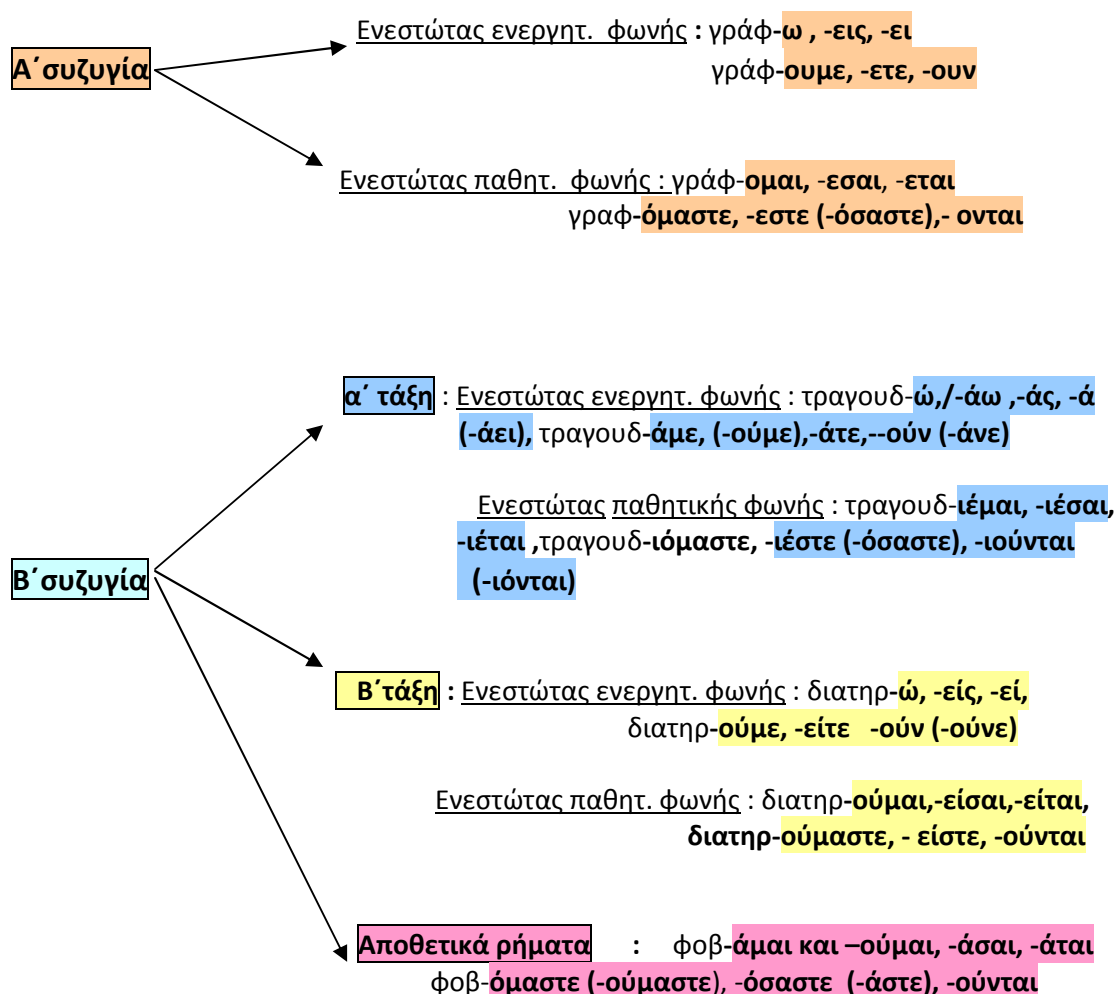 Ενεστώτας ενεργητ. φωνής : γράφ-ω , -εις, -ει
Α΄συζυγία
γράφ-ουμε, -ετε, -ουν
Ενεστώτας παθητ. φωνής : γράφ-ομαι, -εσαι, -εται
γραφ-όμαστε, -εστε (-όσαστε),- ονται
α΄ τάξη : Ενεστώτας ενεργητ. φωνής : τραγουδ-ώ,/-άω ,-άς, -ά
(-άει), τραγουδ-άμε, (-ούμε),-άτε,--ούν (-άνε)
Ενεστώτας παθητικής φωνής : τραγουδ-ιέμαι, -ιέσαι,
-ιέται ,τραγουδ-ιόμαστε, -ιέστε (-όσαστε), -ιούνται
(-ιόνται)
Β΄συζυγία
Β΄τάξη : Ενεστώτας ενεργητ. φωνής : διατηρ-ώ, -είς, -εί,
διατηρ-ούμε, -είτε -ούν (-ούνε)
Ενεστώτας παθητ. φωνής : διατηρ-ούμαι,-είσαι,-είται,
διατηρ-ούμαστε, - είστε, -ούνται
Αποθετικά ρήματα : φοβ-άμαι και –ούμαι, -άσαι, -άται
φοβ-όμαστε (-ούμαστε), -όσαστε (-άστε), -ούνται